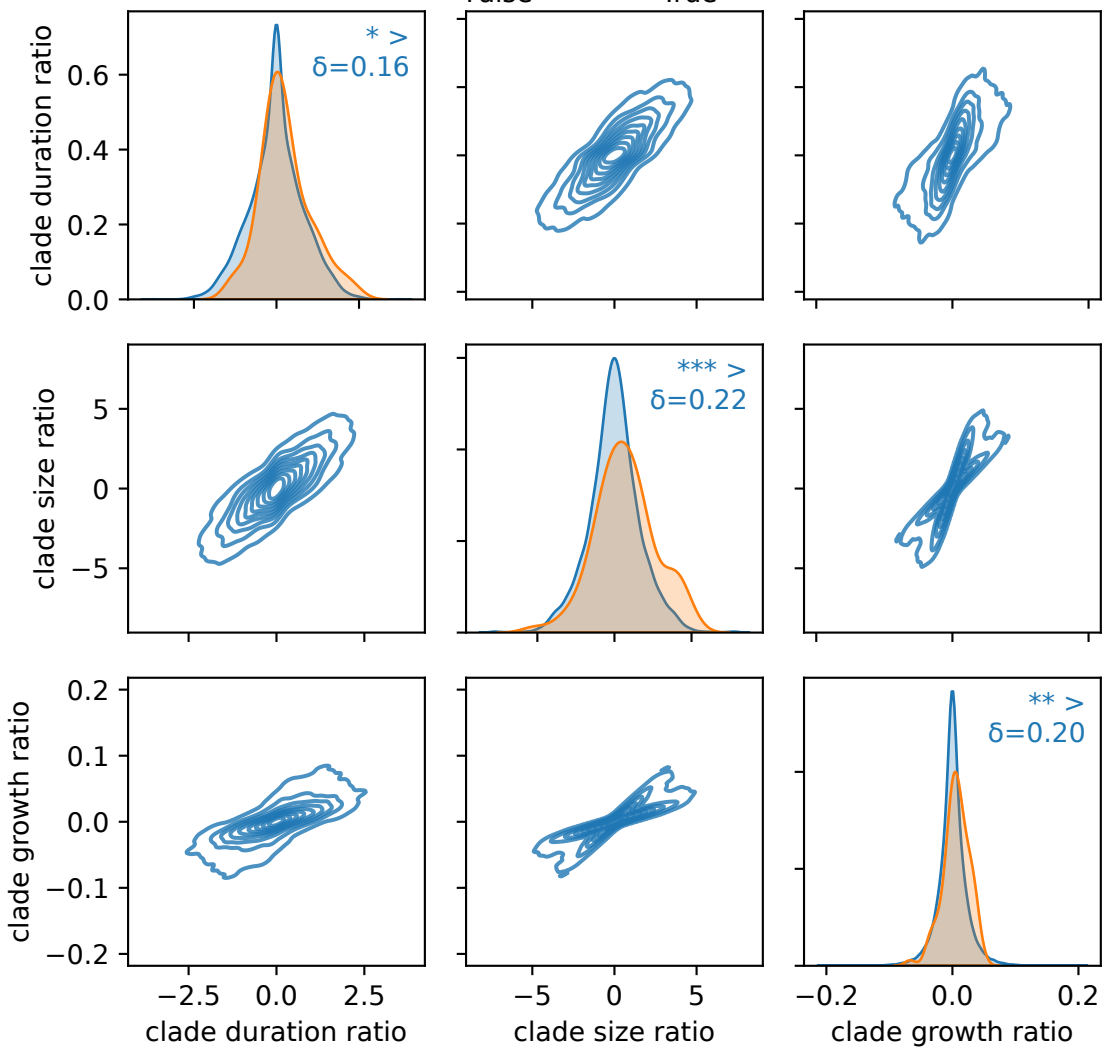 False True
clade duration ratio
0.6
0.4
0.2
0.0
* >
δ=0.16
clade size ratio
5
0
−5
*** >
δ=0.22
clade growth ratio
0.2
0.1
0.0
−0.1
−0.2
** >
δ=0.20
−2.5 0.0 2.5
−5 0 5
−0.2 0.0 0.2
clade duration ratio
clade size ratio
clade growth ratio